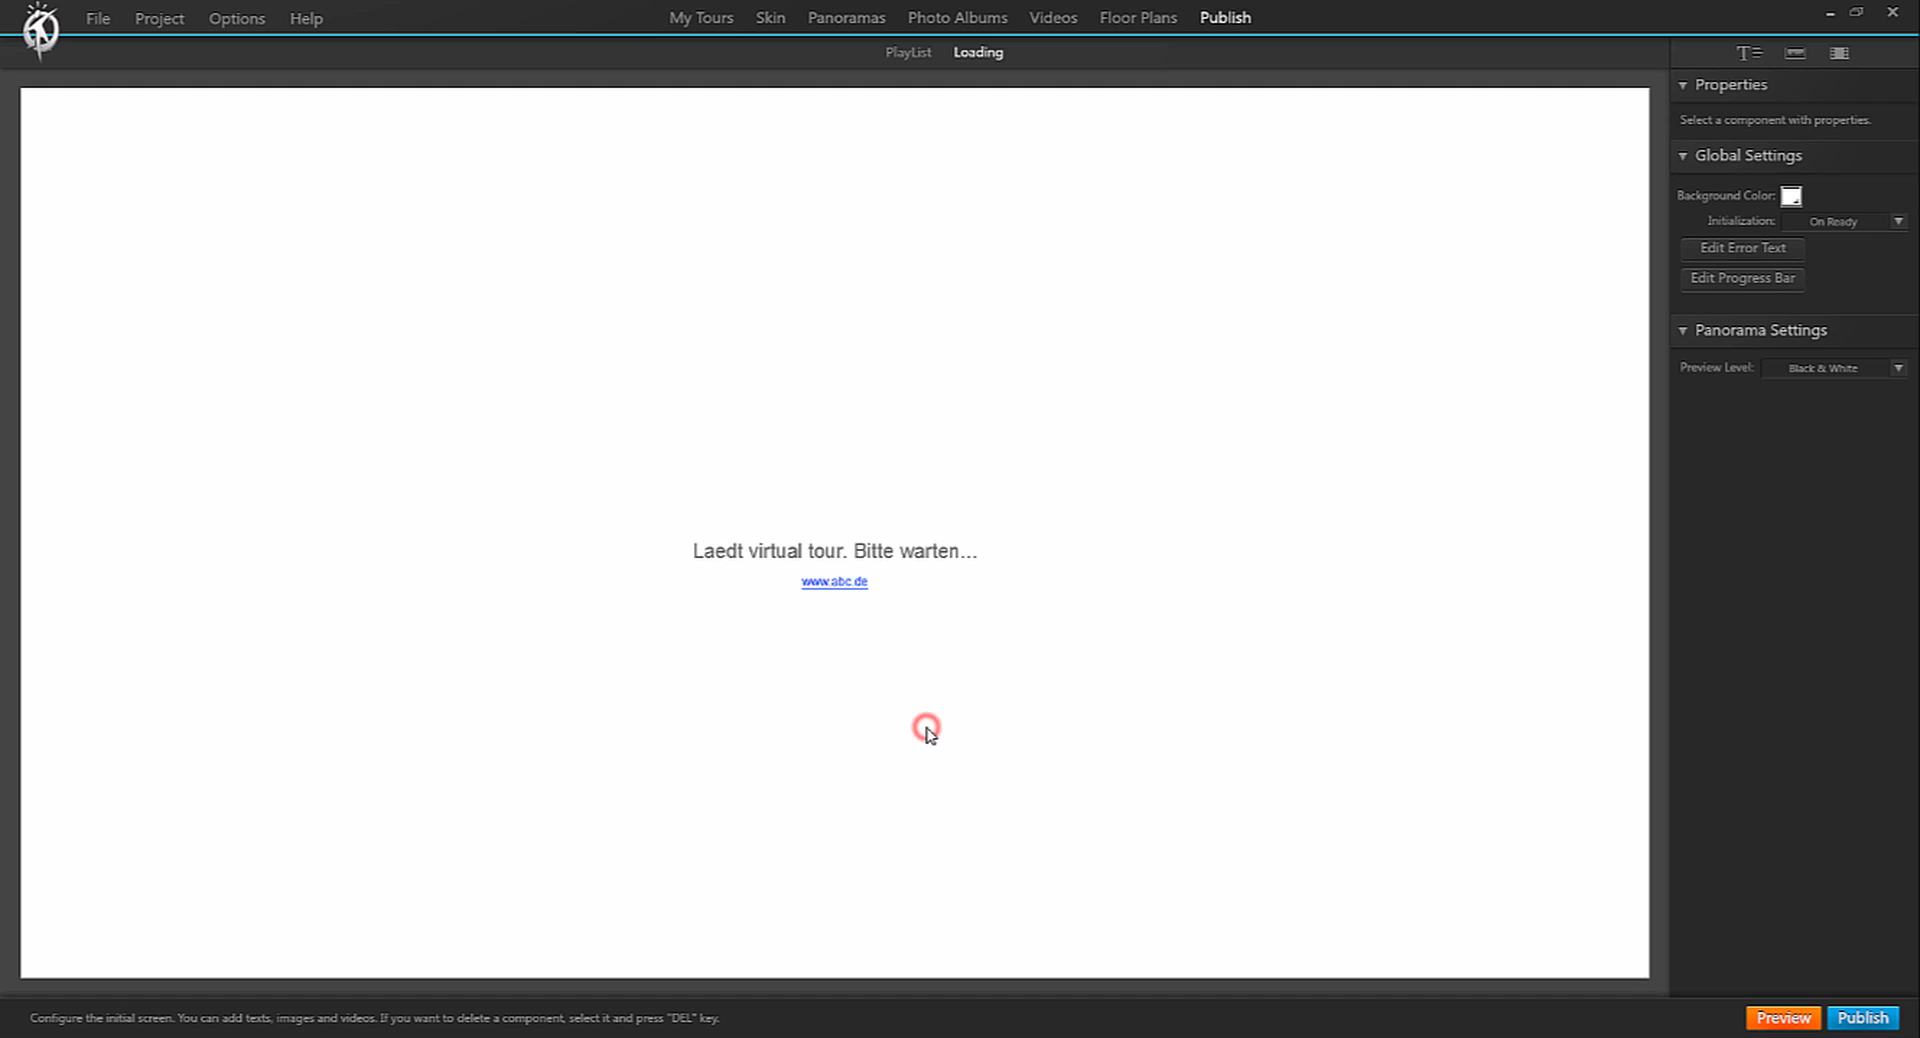 File Project Options Help My Tours Skin Panoramas Photo Albums Videos Floor Plans Publish
PlayList Loading
Properties
Select a component with properties.
Global Settings
Background Color:
Initialization: On Ready
Edit Error Text
Edit Progress Bar
Panorama Settings
Preview Level: Black & White
Laedt virtual tour. Bitte warten...
www.abc.de
Configure the initial screen. You can add texts, images and videos. If you want to delete a component, select it and press "DEL" key.
Preview Publish